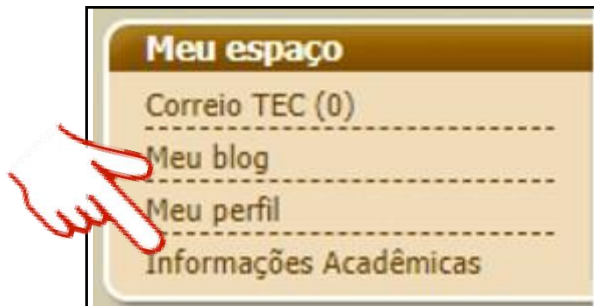 Meu espaço
Correio TEC (0)
Meu blog
Meu perfil
Informações Acadêmicas